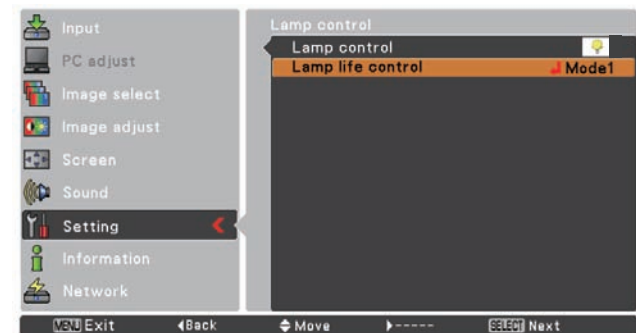 Input
PC adjust
Image select
Image adjust
Screen
Sound
Setting
Information
Network
Lamp control
Lamp control
Lamp life control Mode1
MENU Exit Back Move ----- SELECT Next